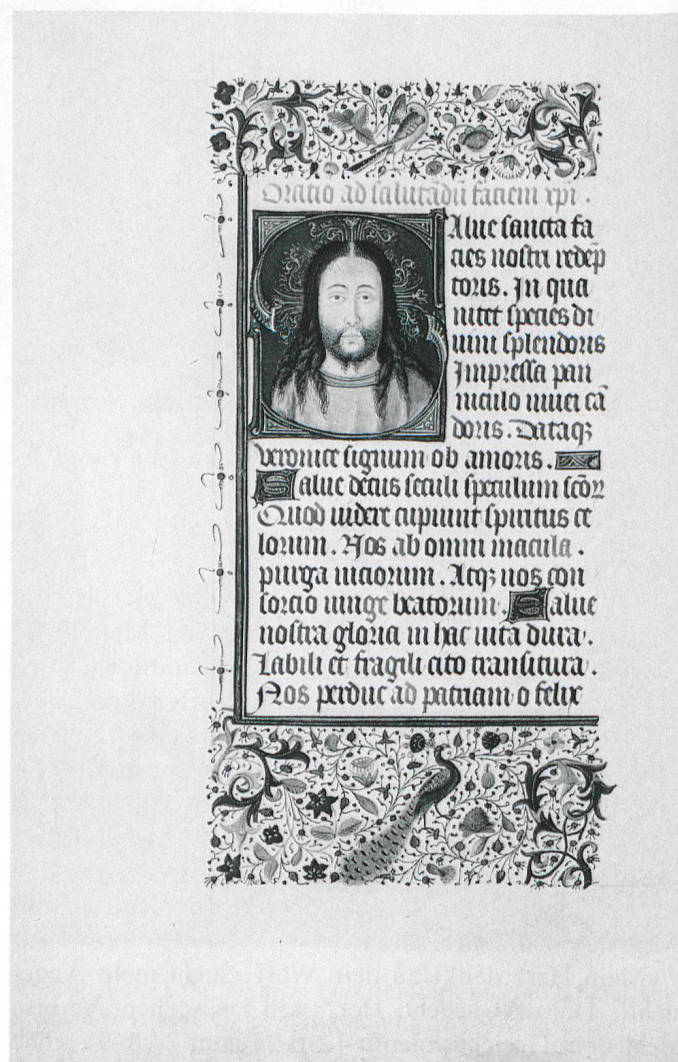 Oratio ad salutādū faciem xpi .
Alue sancta fa
cies nostri redēp
toris . In qua
nitet species di
uini splendoris
Impressa pan
niculo niuei cā
doris . Dataqꝫ
veronice signum ob amoris .
Salue decus seculi speculum scōꝝ
Quod videre cupiunt spiritus ce
lorum . Nos ab omni macula .
purga uiciorum . Atqꝫ nos con
sorcio iunge beatorum . Salue
nostra gloria in hac uita dura .
Labili et fragili cito transitura .
Nos perduc ad patriam o felix